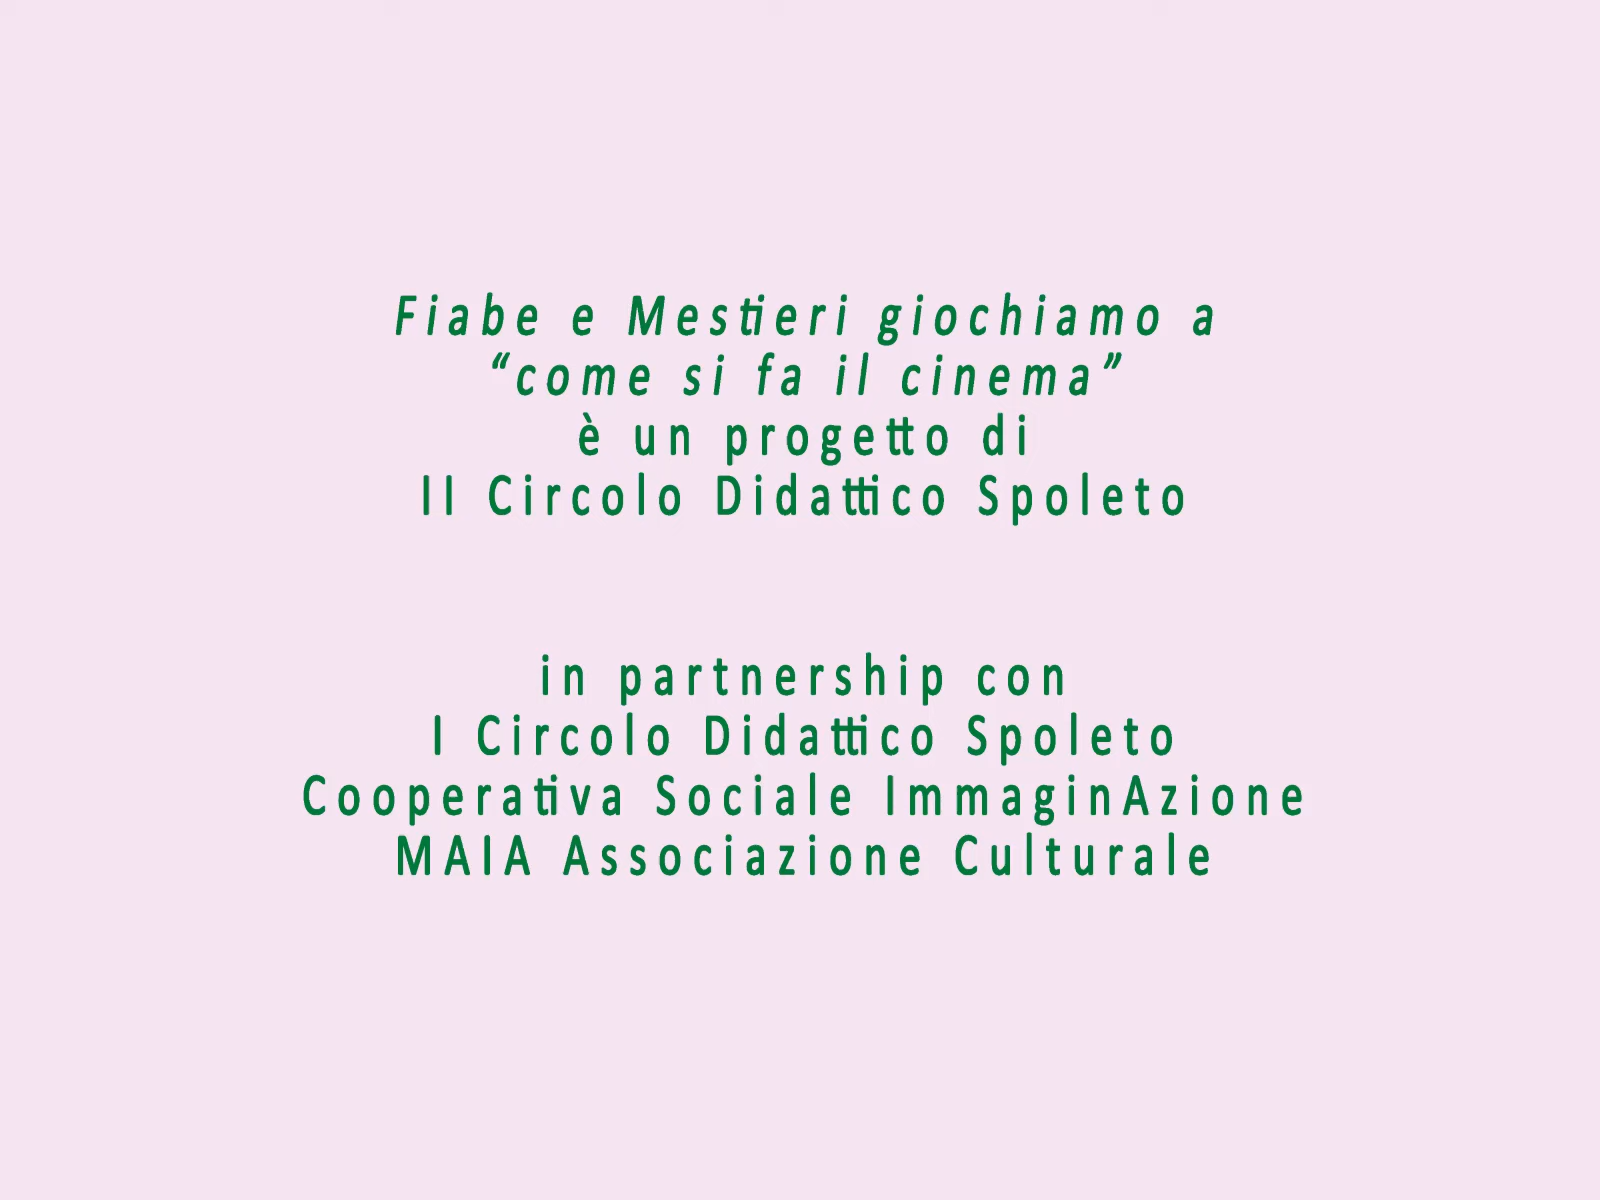 Fiabe e Mestieri giochiamo a
“come si fa il cinema”
è un progetto di
II Circolo Didattico Spoleto
in partnership con
I Circolo Didattico Spoleto
Cooperativa Sociale ImmaginAzione
MAIA Associazione Culturale